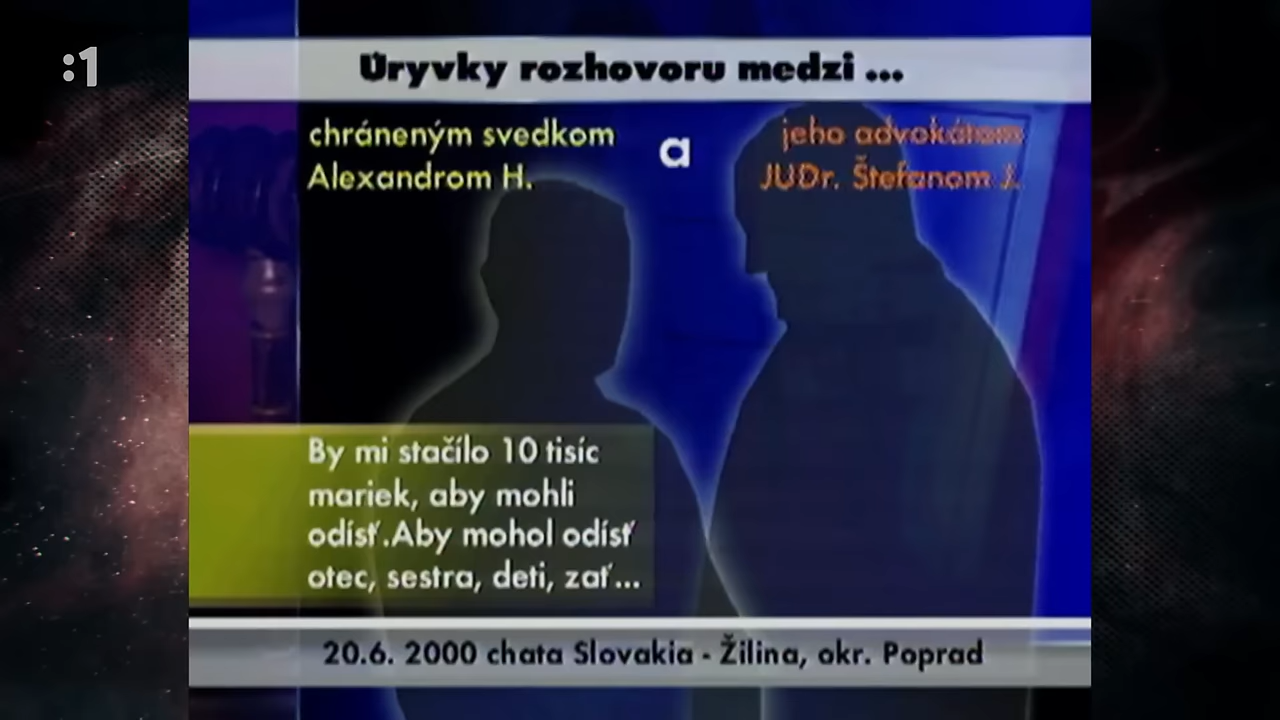 :1
Úryvky rozhovoru medzi ...
chráneným svedkom
Alexandrom H.
a
jeho advokátom
JUDr. Štefanom J.
By mi stačílo 10 tisíc
mariek, aby mohli
odísť.Aby mohol odísť
otec, sestra, deti, zať...
20.6. 2000 chata Slovakia - Žilina, okr. Poprad